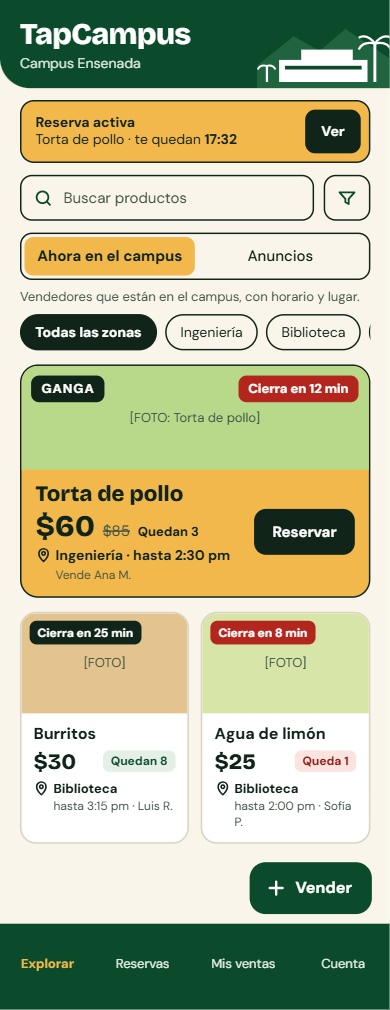 TapCampus
Campus Ensenada
Reserva activa
Torta de pollo · te quedan 17:32
Ver
Buscar productos
Ahora en el campus
Anuncios
Vendedores que están en el campus, con horario y lugar.
Todas las zonas
Ingeniería
Biblioteca
GANGA
Cierra en 12 min
[FOTO: Torta de pollo]
Torta de pollo
$60 $85 Quedan 3
Ingeniería · hasta 2:30 pm
Vende Ana M.
Reservar
Cierra en 25 min
[FOTO]
Burritos
$30
Quedan 8
Biblioteca
hasta 3:15 pm · Luis R.
Cierra en 8 min
[FOTO]
Agua de limón
$25
Queda 1
Biblioteca
hasta 2:00 pm · Sofía
P.
Vender
Explorar
Reservas
Mis ventas
Cuenta